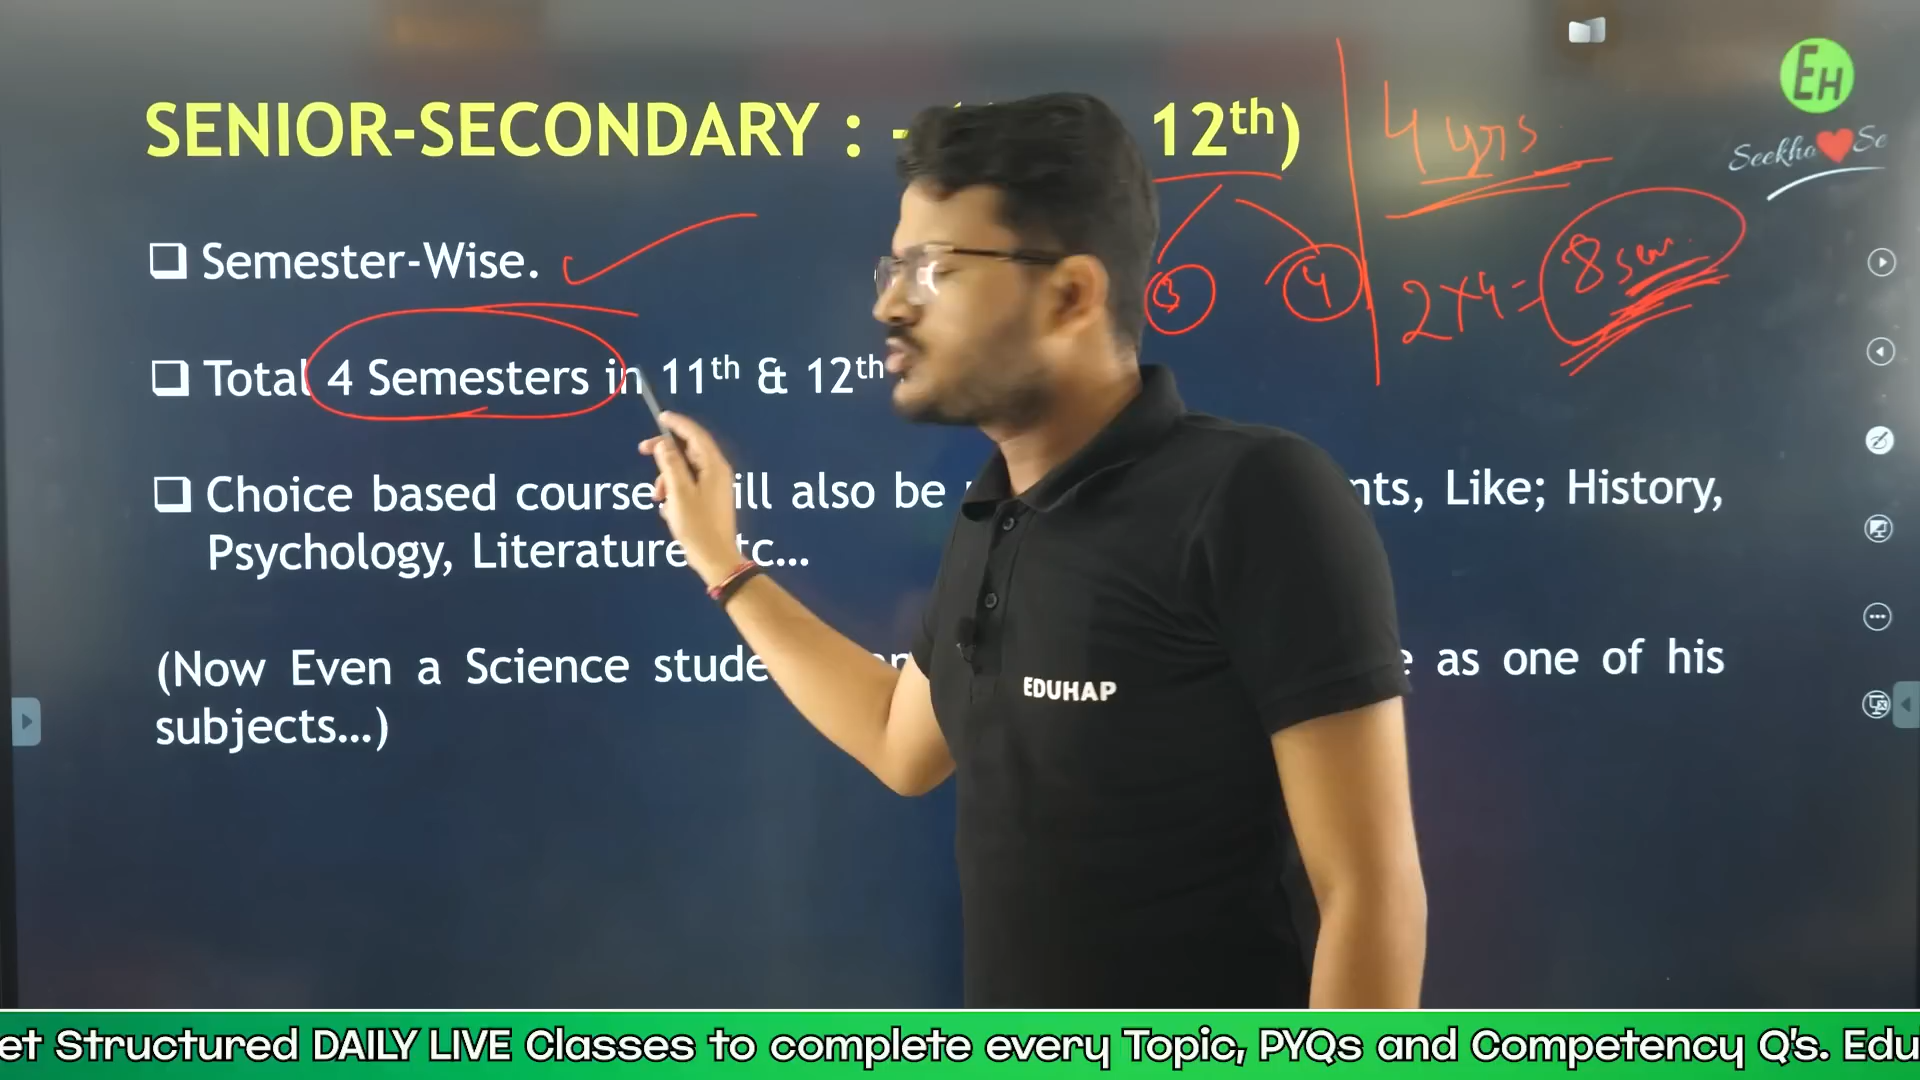 SENIOR-SECONDARY : - 12th)
4 yrs
EH
Seekho ❤ Se
Semester-Wise.
3 4
2×4=8 sem.
Total 4 Semesters in 11th & 12th
Choice based course ill also be nts, Like; History,
Psychology, Literature tc...
(Now Even a Science stude e as one of his
subjects...)
EDUHAP
et Structured DAILY LIVE Classes to complete every Topic, PYQs and Competency Q's. Edu